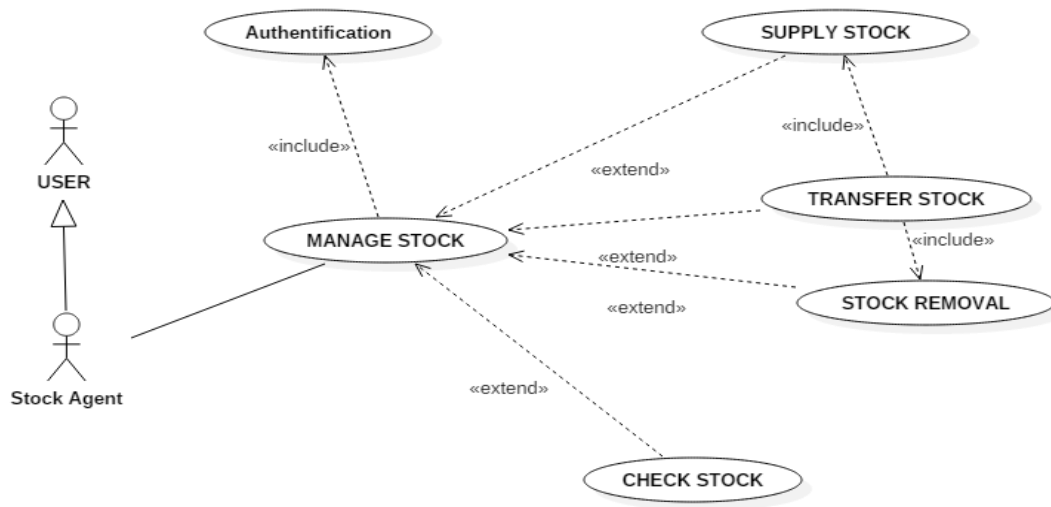 Authentification
SUPPLY STOCK
«include»
«include»
«extend»
USER
TRANSFER STOCK
MANAGE STOCK
«include»
«extend»
STOCK REMOVAL
«extend»
«extend»
Stock Agent
CHECK STOCK